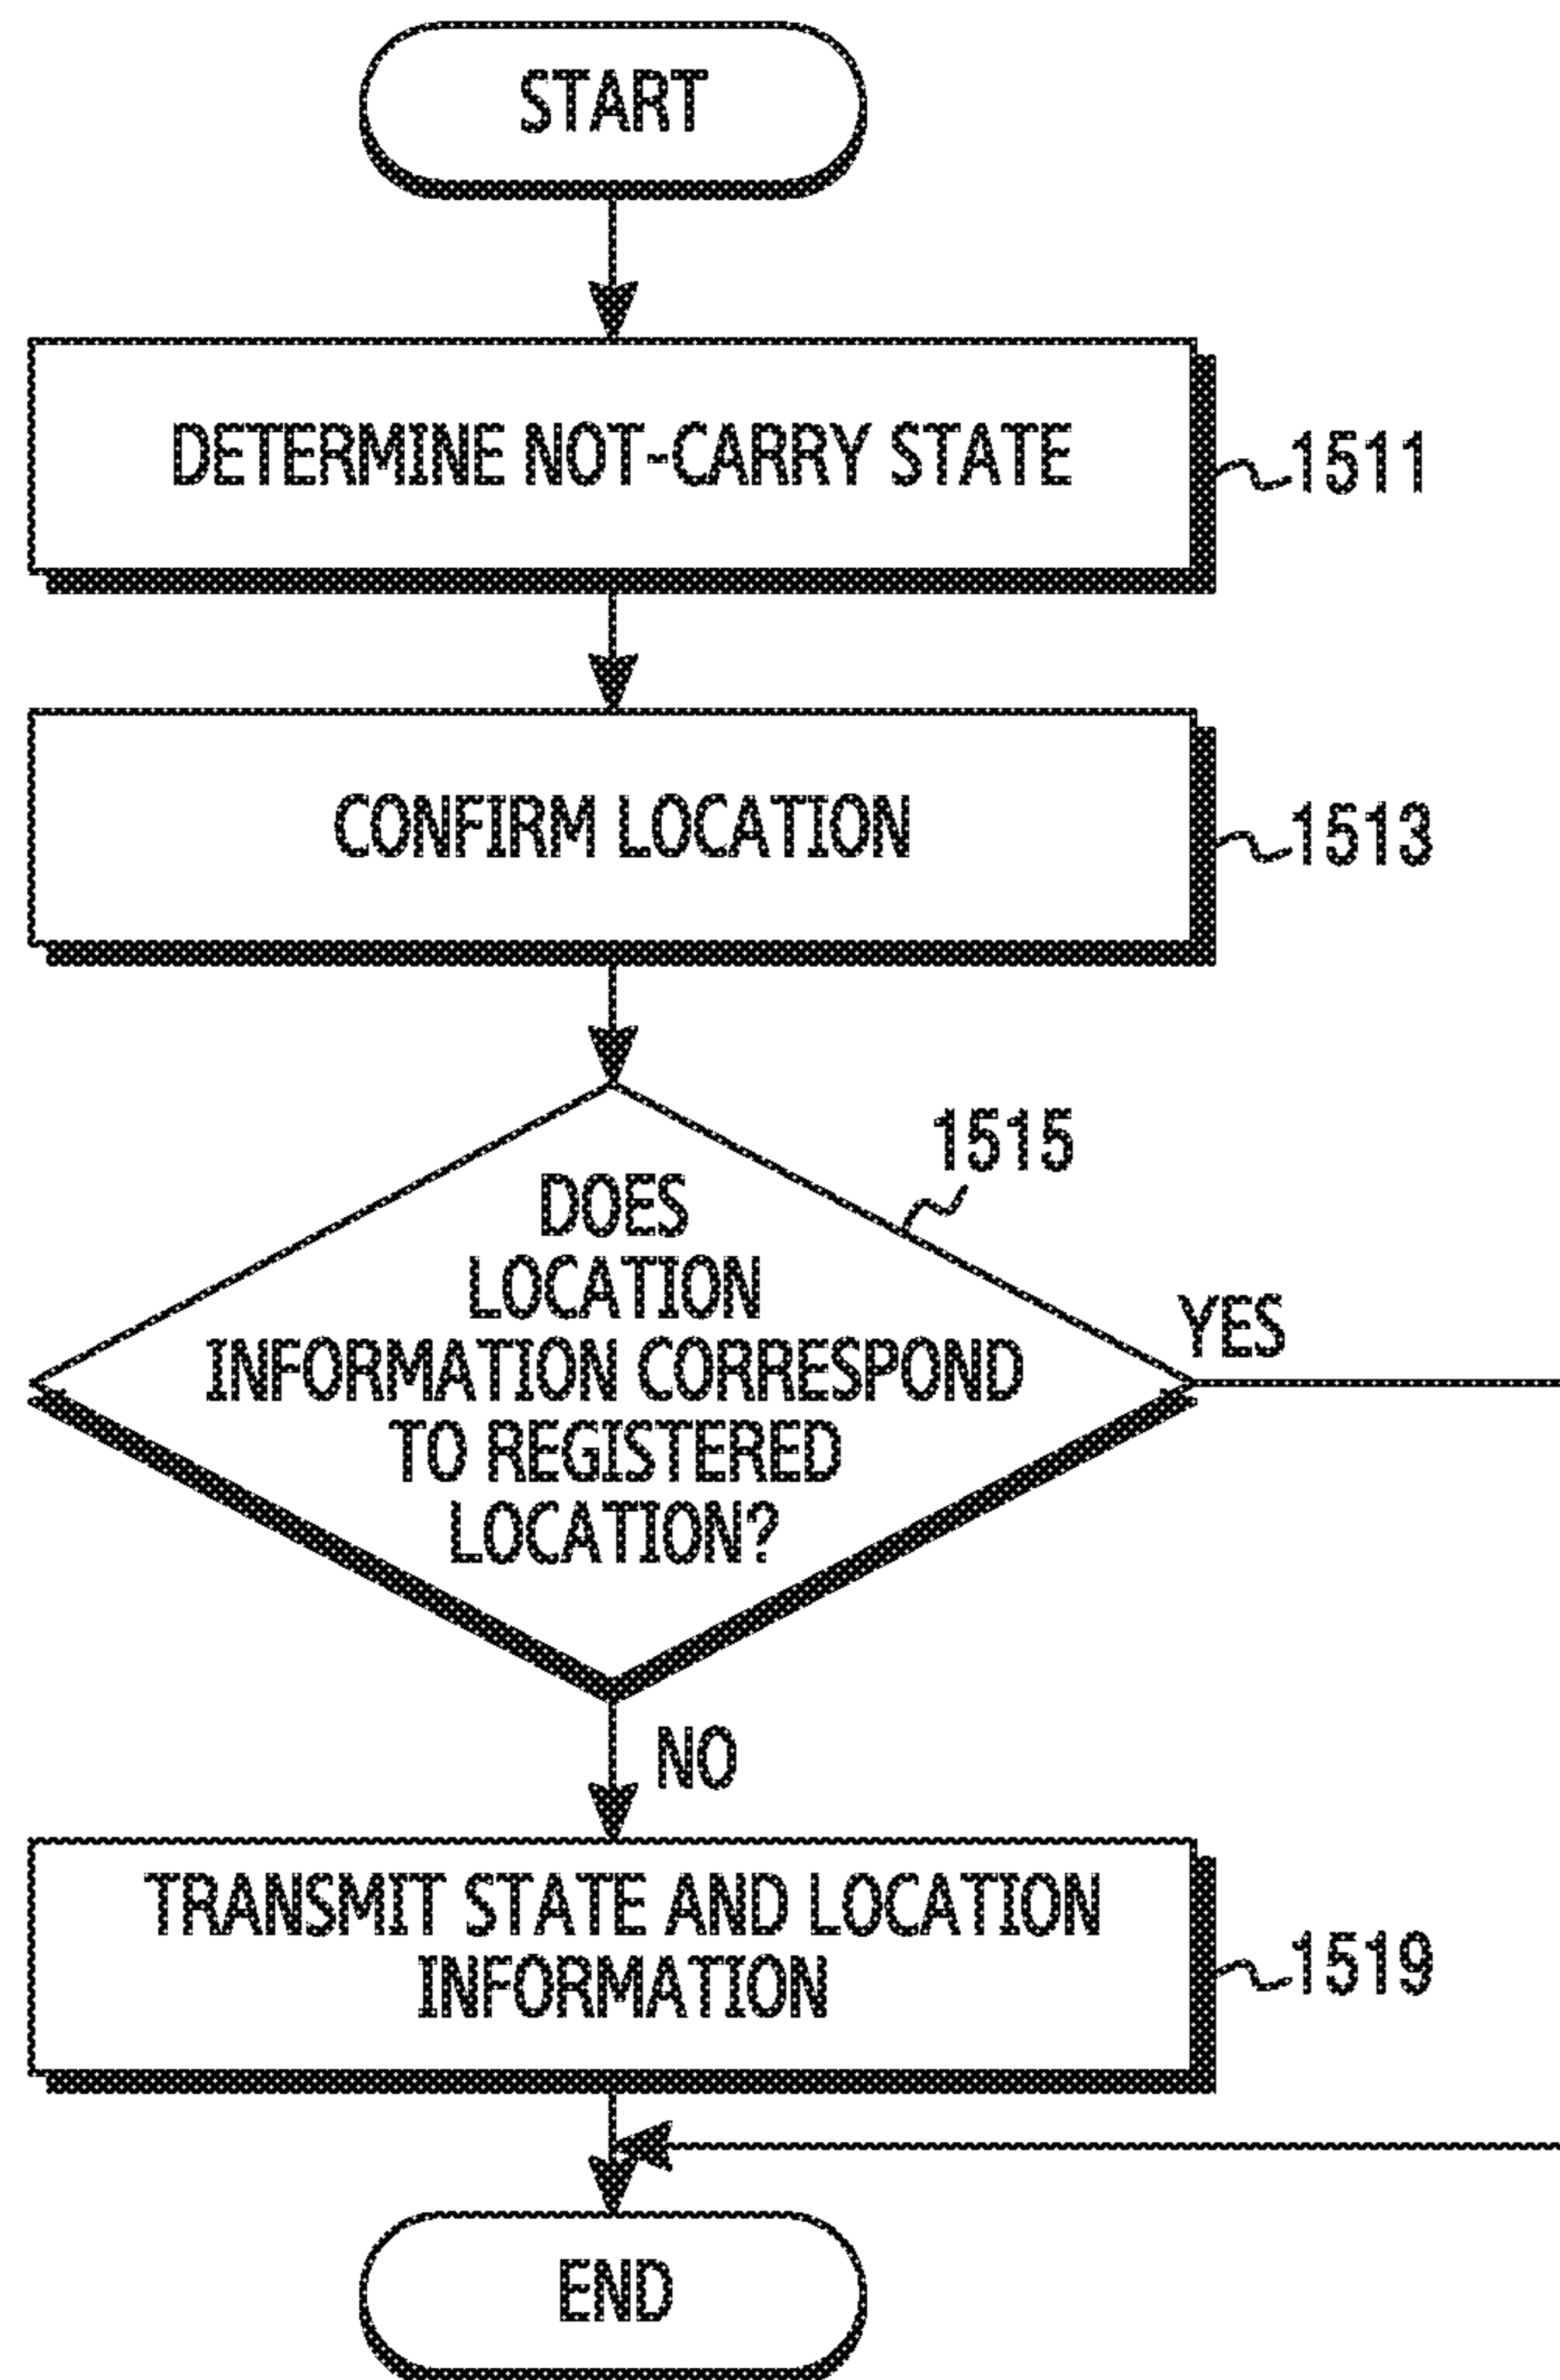 START
DETERMINE NOT-CARRY STATE
1511
CONFIRM LOCATION
1513
1515
DOES
LOCATION
INFORMATION CORRESPOND
TO REGISTERED
LOCATION?
YES
NO
TRANSMIT STATE AND LOCATION
INFORMATION
1519
END